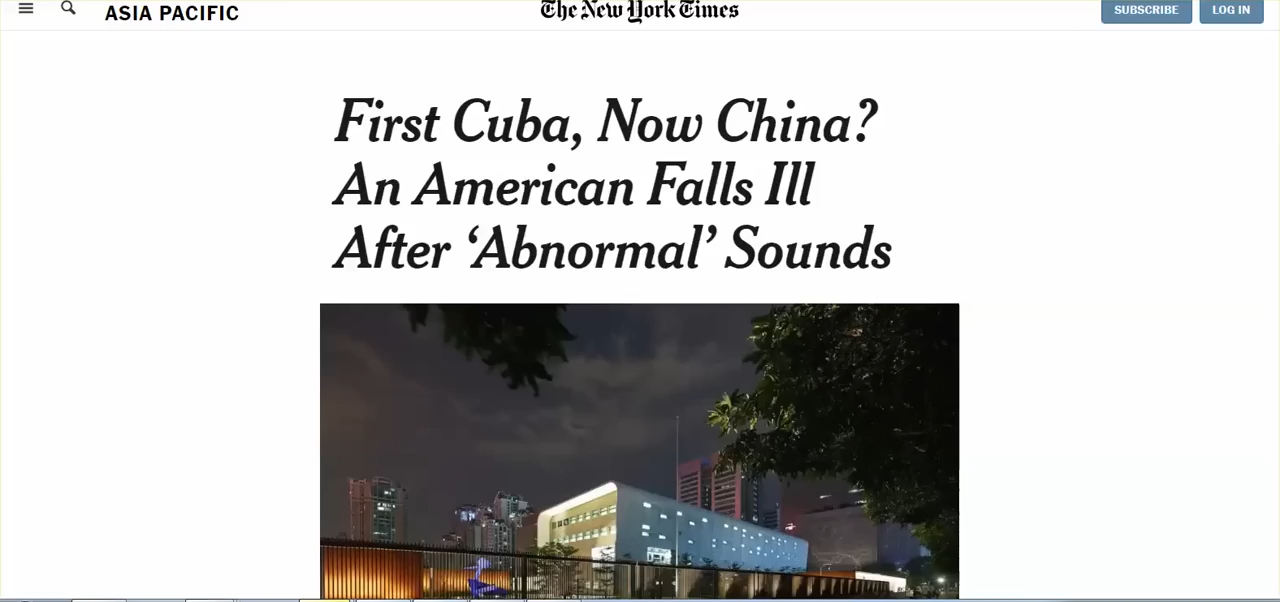 ASIA PACIFIC
The New York Times
SUBSCRIBE
LOG IN
First Cuba, Now China?
An American Falls Ill
After ‘Abnormal’ Sounds